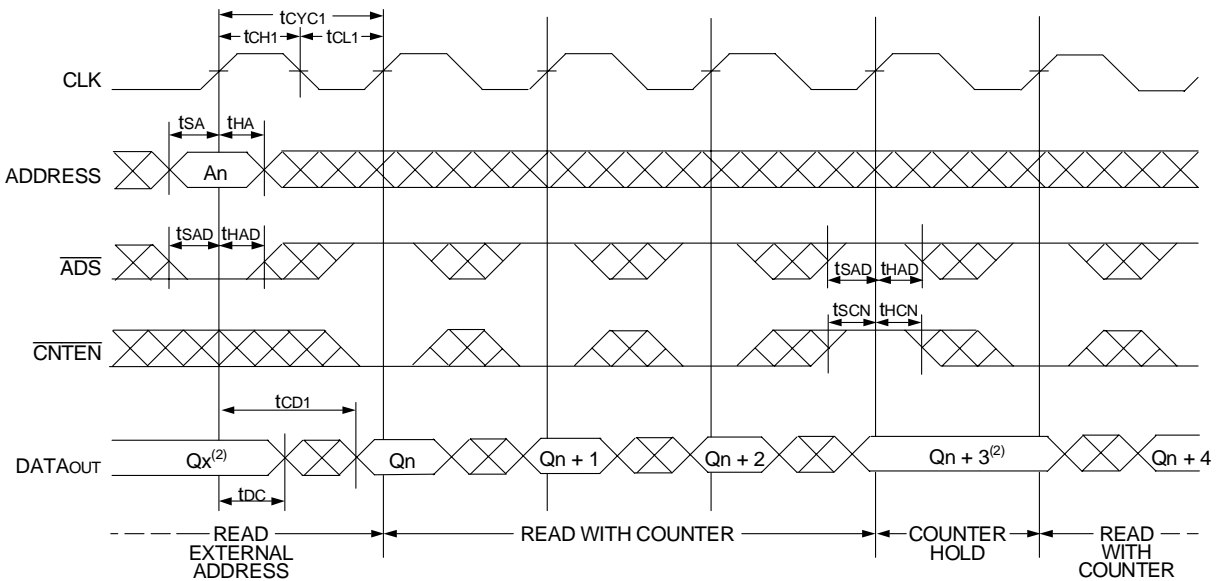 tCYC1
tCH1 tCL1
CLK
tSA tHA
ADDRESS An
tSAD tHAD
ADS
tSAD tHAD
tSCN tHCN
CNTEN
tCD1
DATAOUT Qx(2) Qn Qn + 1 Qn + 2 Qn + 3(2) Qn + 4
tDC
READ EXTERNAL ADDRESS
READ WITH COUNTER
COUNTER HOLD
READ WITH COUNTER